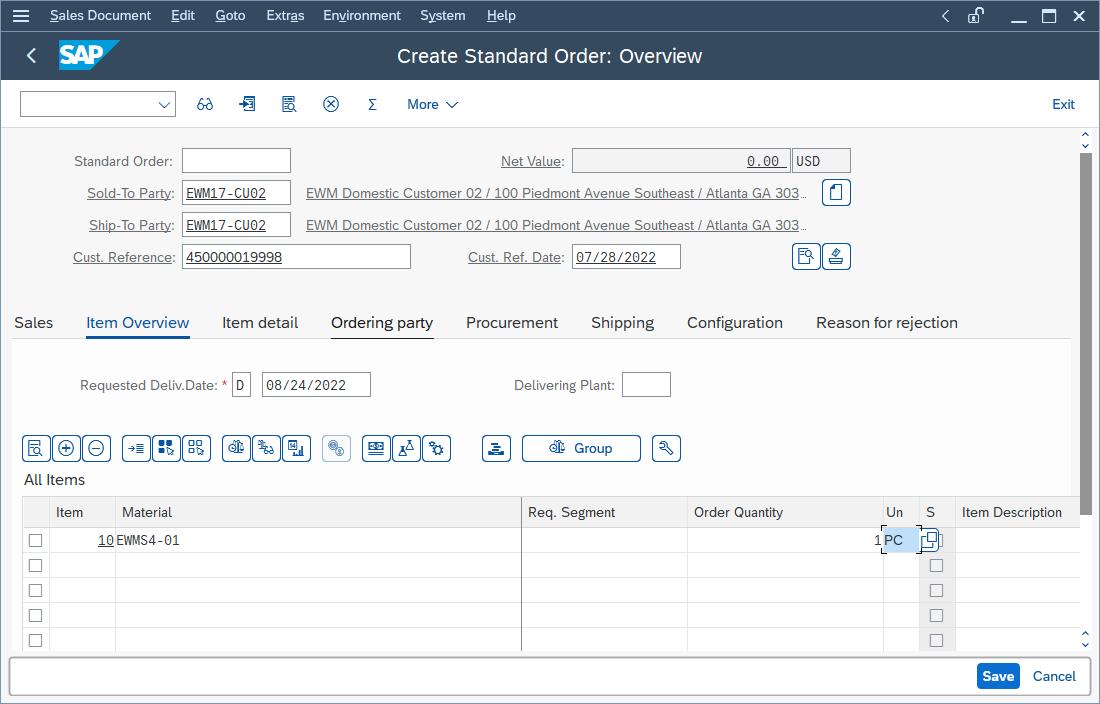 Sales Document Edit Goto Extras Environment System Help
SAP Create Standard Order: Overview
More Exit
Standard Order: Net Value: 0.00 USD
Sold-To Party: EWM17-CU02 EWM Domestic Customer 02 / 100 Piedmont Avenue Southeast / Atlanta GA 303...
Ship-To Party: EWM17-CU02 EWM Domestic Customer 02 / 100 Piedmont Avenue Southeast / Atlanta GA 303...
Cust. Reference: 450000019998 Cust. Ref. Date: 07/28/2022
Sales Item Overview Item detail Ordering party Procurement Shipping Configuration Reason for rejection
Requested Deliv.Date: * D 08/24/2022 Delivering Plant:
Group
All Items
Item Material Req. Segment Order Quantity Un S Item Description
10 EWMS4-01 1 PC
Save Cancel